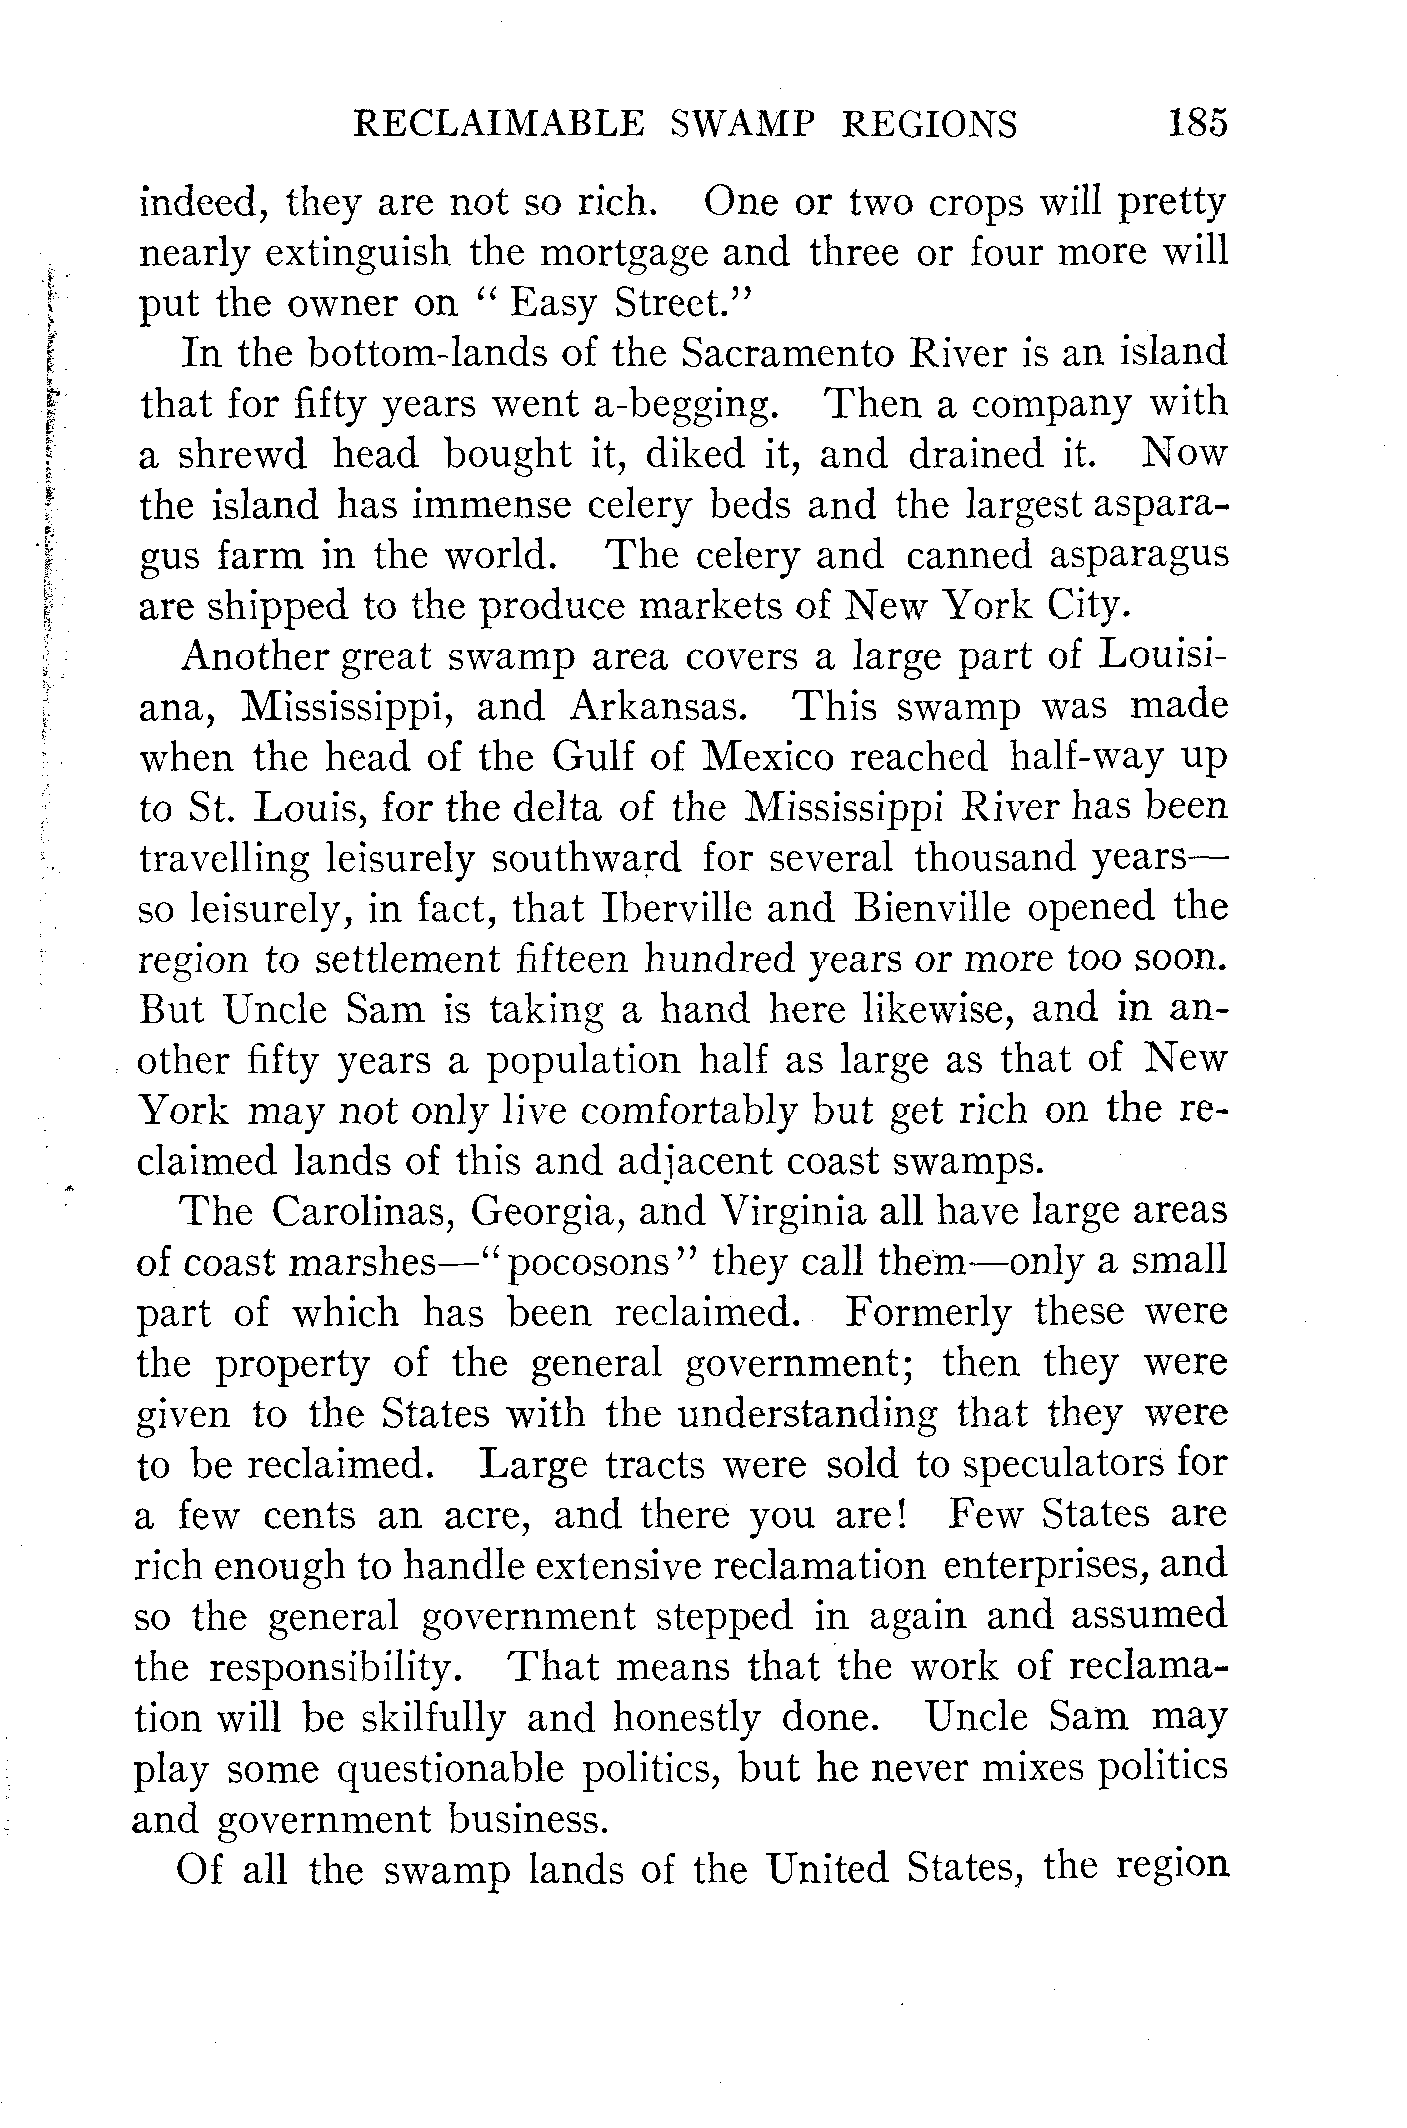 RECLAIMABLE SWAMP REGIONS 185
indeed, they are not so rich. One or two crops will pretty
nearly extinguish the mortgage and three or four more will
put the owner on “ Easy Street.”
In the bottom-lands of the Sacramento River is an island
that for fifty years went a-begging. Then a company with
a shrewd head bought it, diked it, and drained it. Now
the island has immense celery beds and the largest aspara-
gus farm in the world. The celery and canned asparagus
are shipped to the produce markets of New York City.
Another great swamp area covers a large part of Louisi-
ana, Mississippi, and Arkansas. This swamp was made
when the head of the Gulf of Mexico reached half-way up
to St. Louis, for the delta of the Mississippi River has been
travelling leisurely southward for several thousand years—
so leisurely, in fact, that Iberville and Bienville opened the
region to settlement fifteen hundred years or more too soon.
But Uncle Sam is taking a hand here likewise, and in an-
other fifty years a population half as large as that of New
York may not only live comfortably but get rich on the re-
claimed lands of this and adjacent coast swamps.
The Carolinas, Georgia, and Virginia all have large areas
of coast marshes—“pocosons” they call them—only a small
part of which has been reclaimed. Formerly these were
the property of the general government; then they were
given to the States with the understanding that they were
to be reclaimed. Large tracts were sold to speculators for
a few cents an acre, and there you are! Few States are
rich enough to handle extensive reclamation enterprises, and
so the general government stepped in again and assumed
the responsibility. That means that the work of reclama-
tion will be skilfully and honestly done. Uncle Sam may
play some questionable politics, but he never mixes politics
and government business.
Of all the swamp lands of the United States, the region